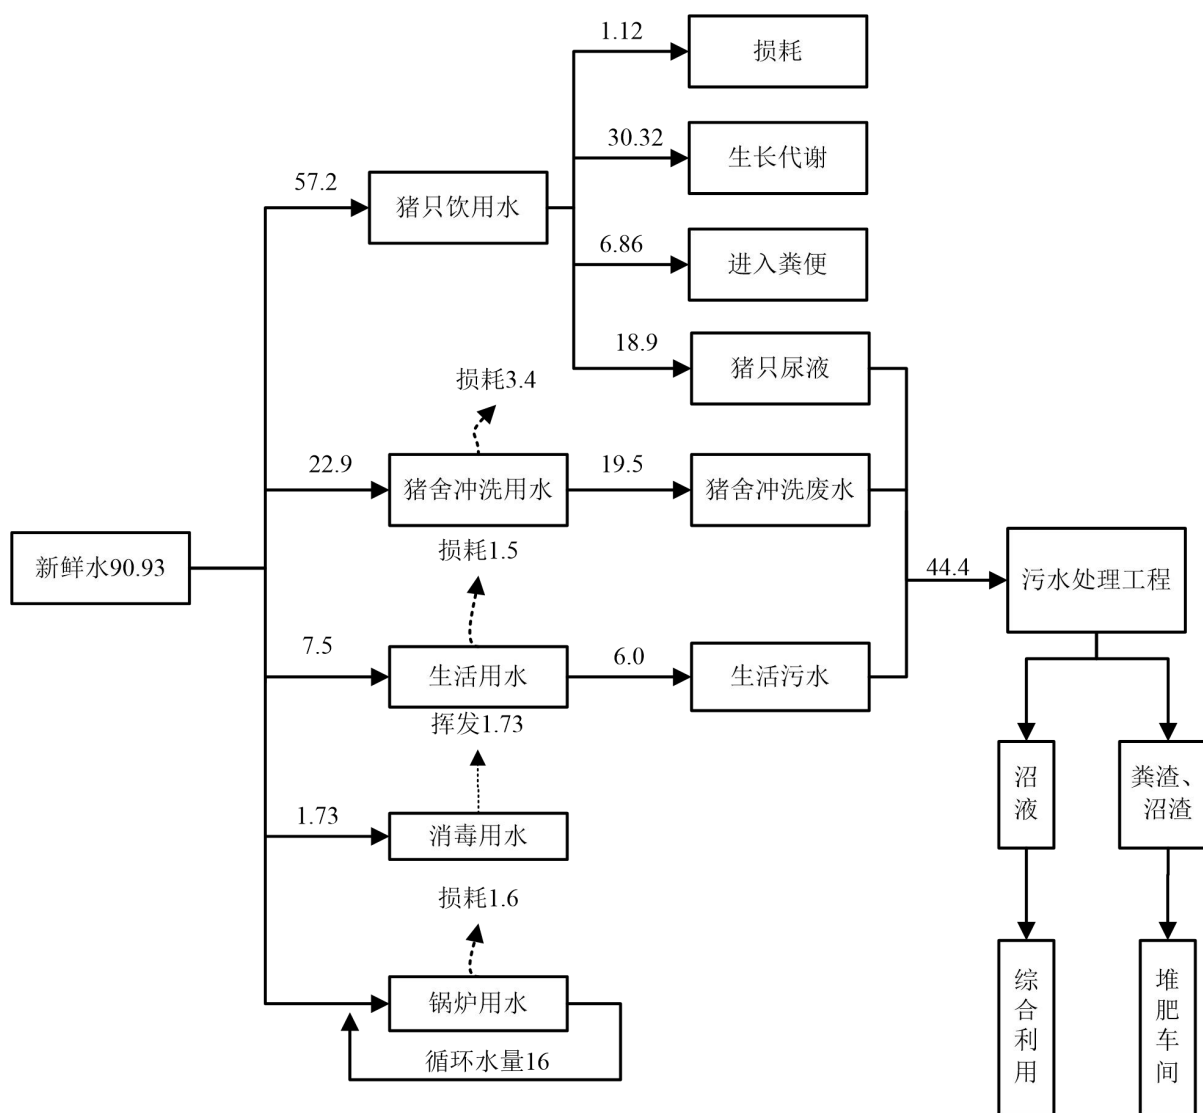 1.12
损耗
30.32
生长代谢
57.2
猪只饮用水
6.86
进入粪便
18.9
猪只尿液
损耗3.4
22.9
猪舍冲洗用水
19.5
猪舍冲洗废水
新鲜水90.93
损耗1.5
44.4
污水处理工程
7.5
生活用水
6.0
生活污水
挥发1.73
1.73
消毒用水
沼
液
粪渣、
沼渣
损耗1.6
锅炉用水
循环水量16
综
合
利
用
堆
肥
车
间